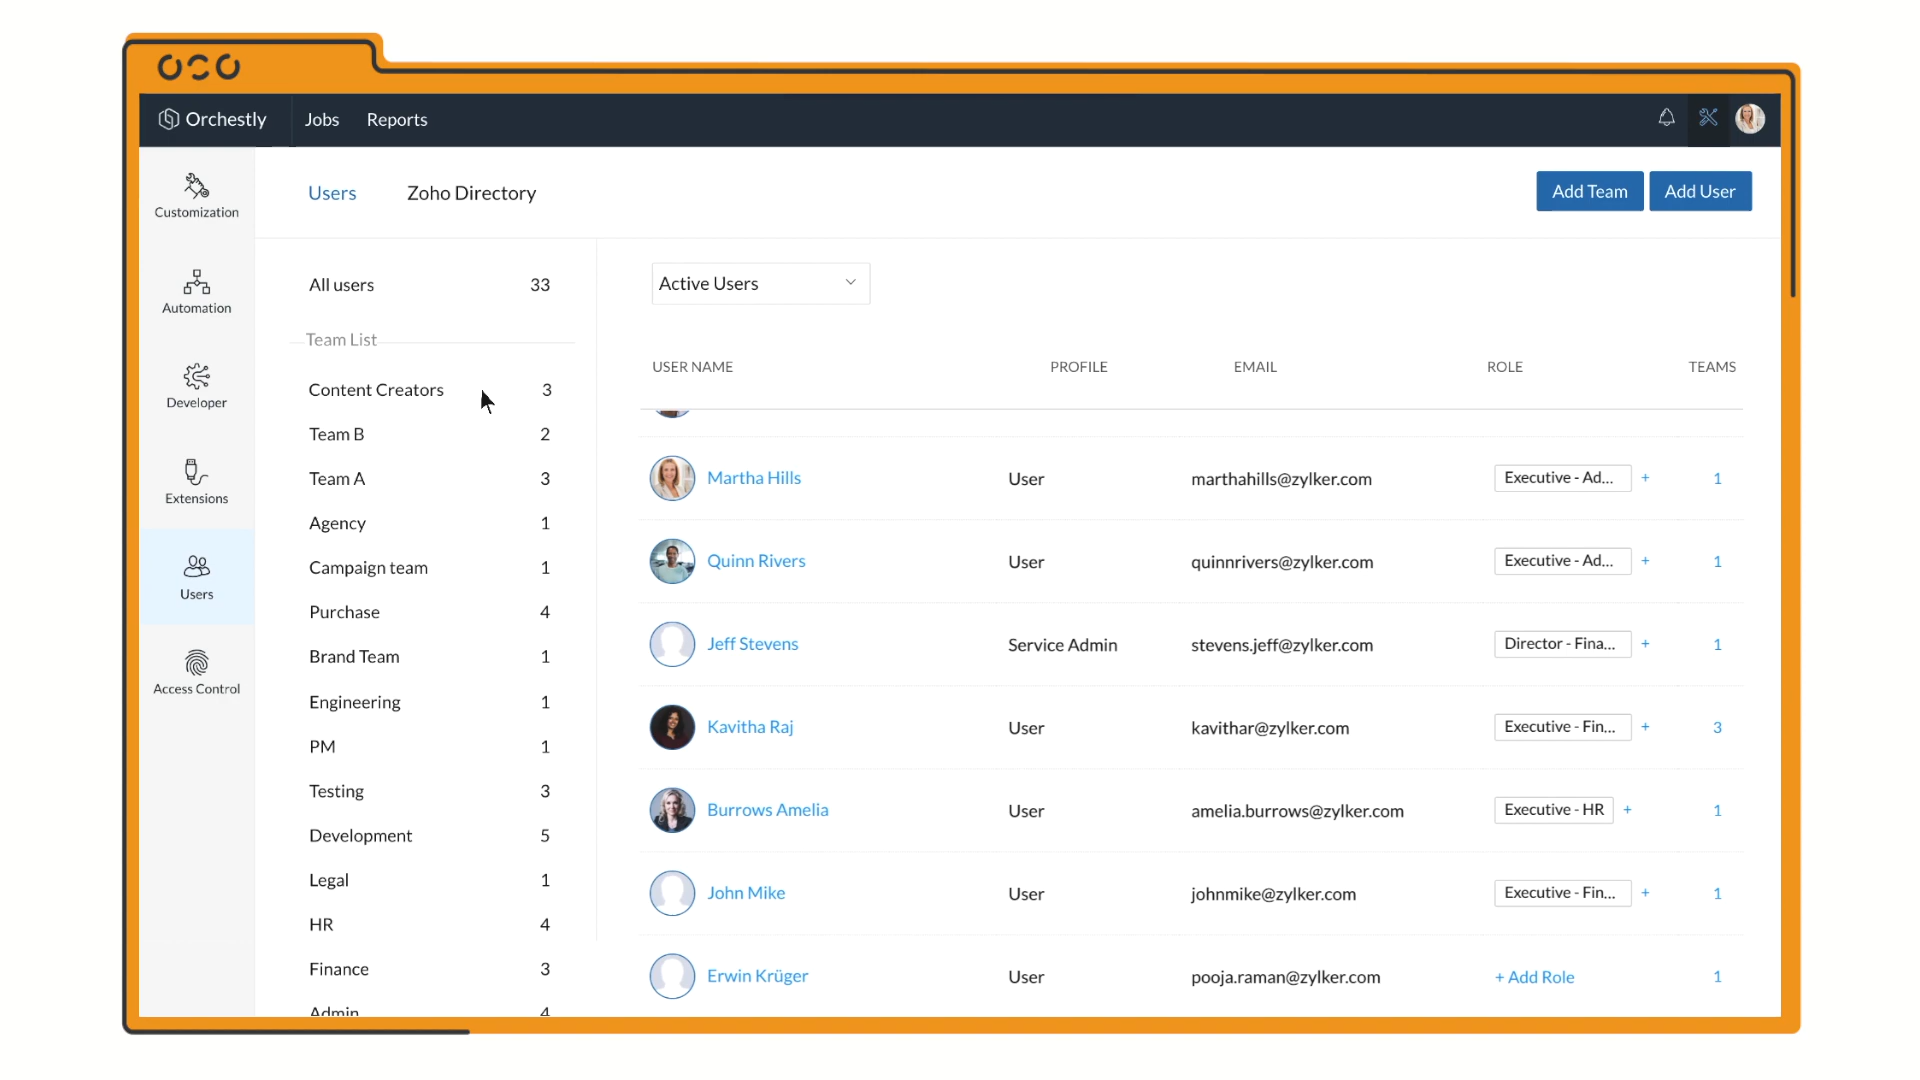 Orchestly Jobs Reports
Customization
Automation
Developer
Extensions
Users
Access Control
Users Zoho Directory Add Team Add User
All users 33
Team List
Content Creators 3
Team B 2
Team A 3
Agency 1
Campaign team 1
Purchase 4
Brand Team 1
Engineering 1
PM 1
Testing 3
Development 5
Legal 1
HR 4
Finance 3
Admin 4
Active Users
USER NAME PROFILE EMAIL ROLE TEAMS
Martha Hills User marthahills@zylker.com Executive - Ad... + 1
Quinn Rivers User quinnrivers@zylker.com Executive - Ad... + 1
Jeff Stevens Service Admin stevens.jeff@zylker.com Director - Fina... + 1
Kavitha Raj User kavithar@zylker.com Executive - Fin... + 3
Burrows Amelia User amelia.burrows@zylker.com Executive - HR + 1
John Mike User johnmike@zylker.com Executive - Fin... + 1
Erwin Krüger User pooja.raman@zylker.com + Add Role 1